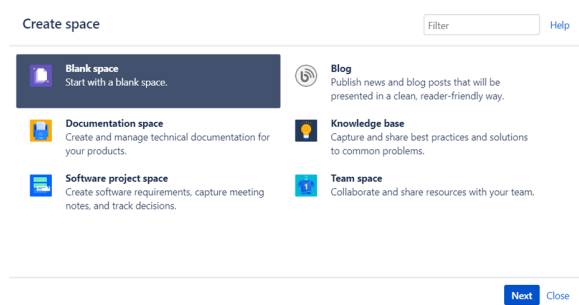 Create space
Filter
Help
Blank space
Start with a blank space.
Blog
Publish news and blog posts that will be
presented in a clean, reader-friendly way.
Documentation space
Create and manage technical documentation for
your products.
Knowledge base
Capture and share best practices and solutions
to common problems.
Software project space
Create software requirements, capture meeting
notes, and track decisions.
Team space
Collaborate and share resources with your team.
Next
Close